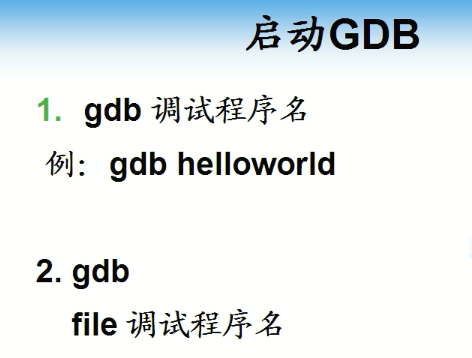 启动GDB
1. gdb 调试程序名
例: gdb helloworld
2. gdb
file 调试程序名